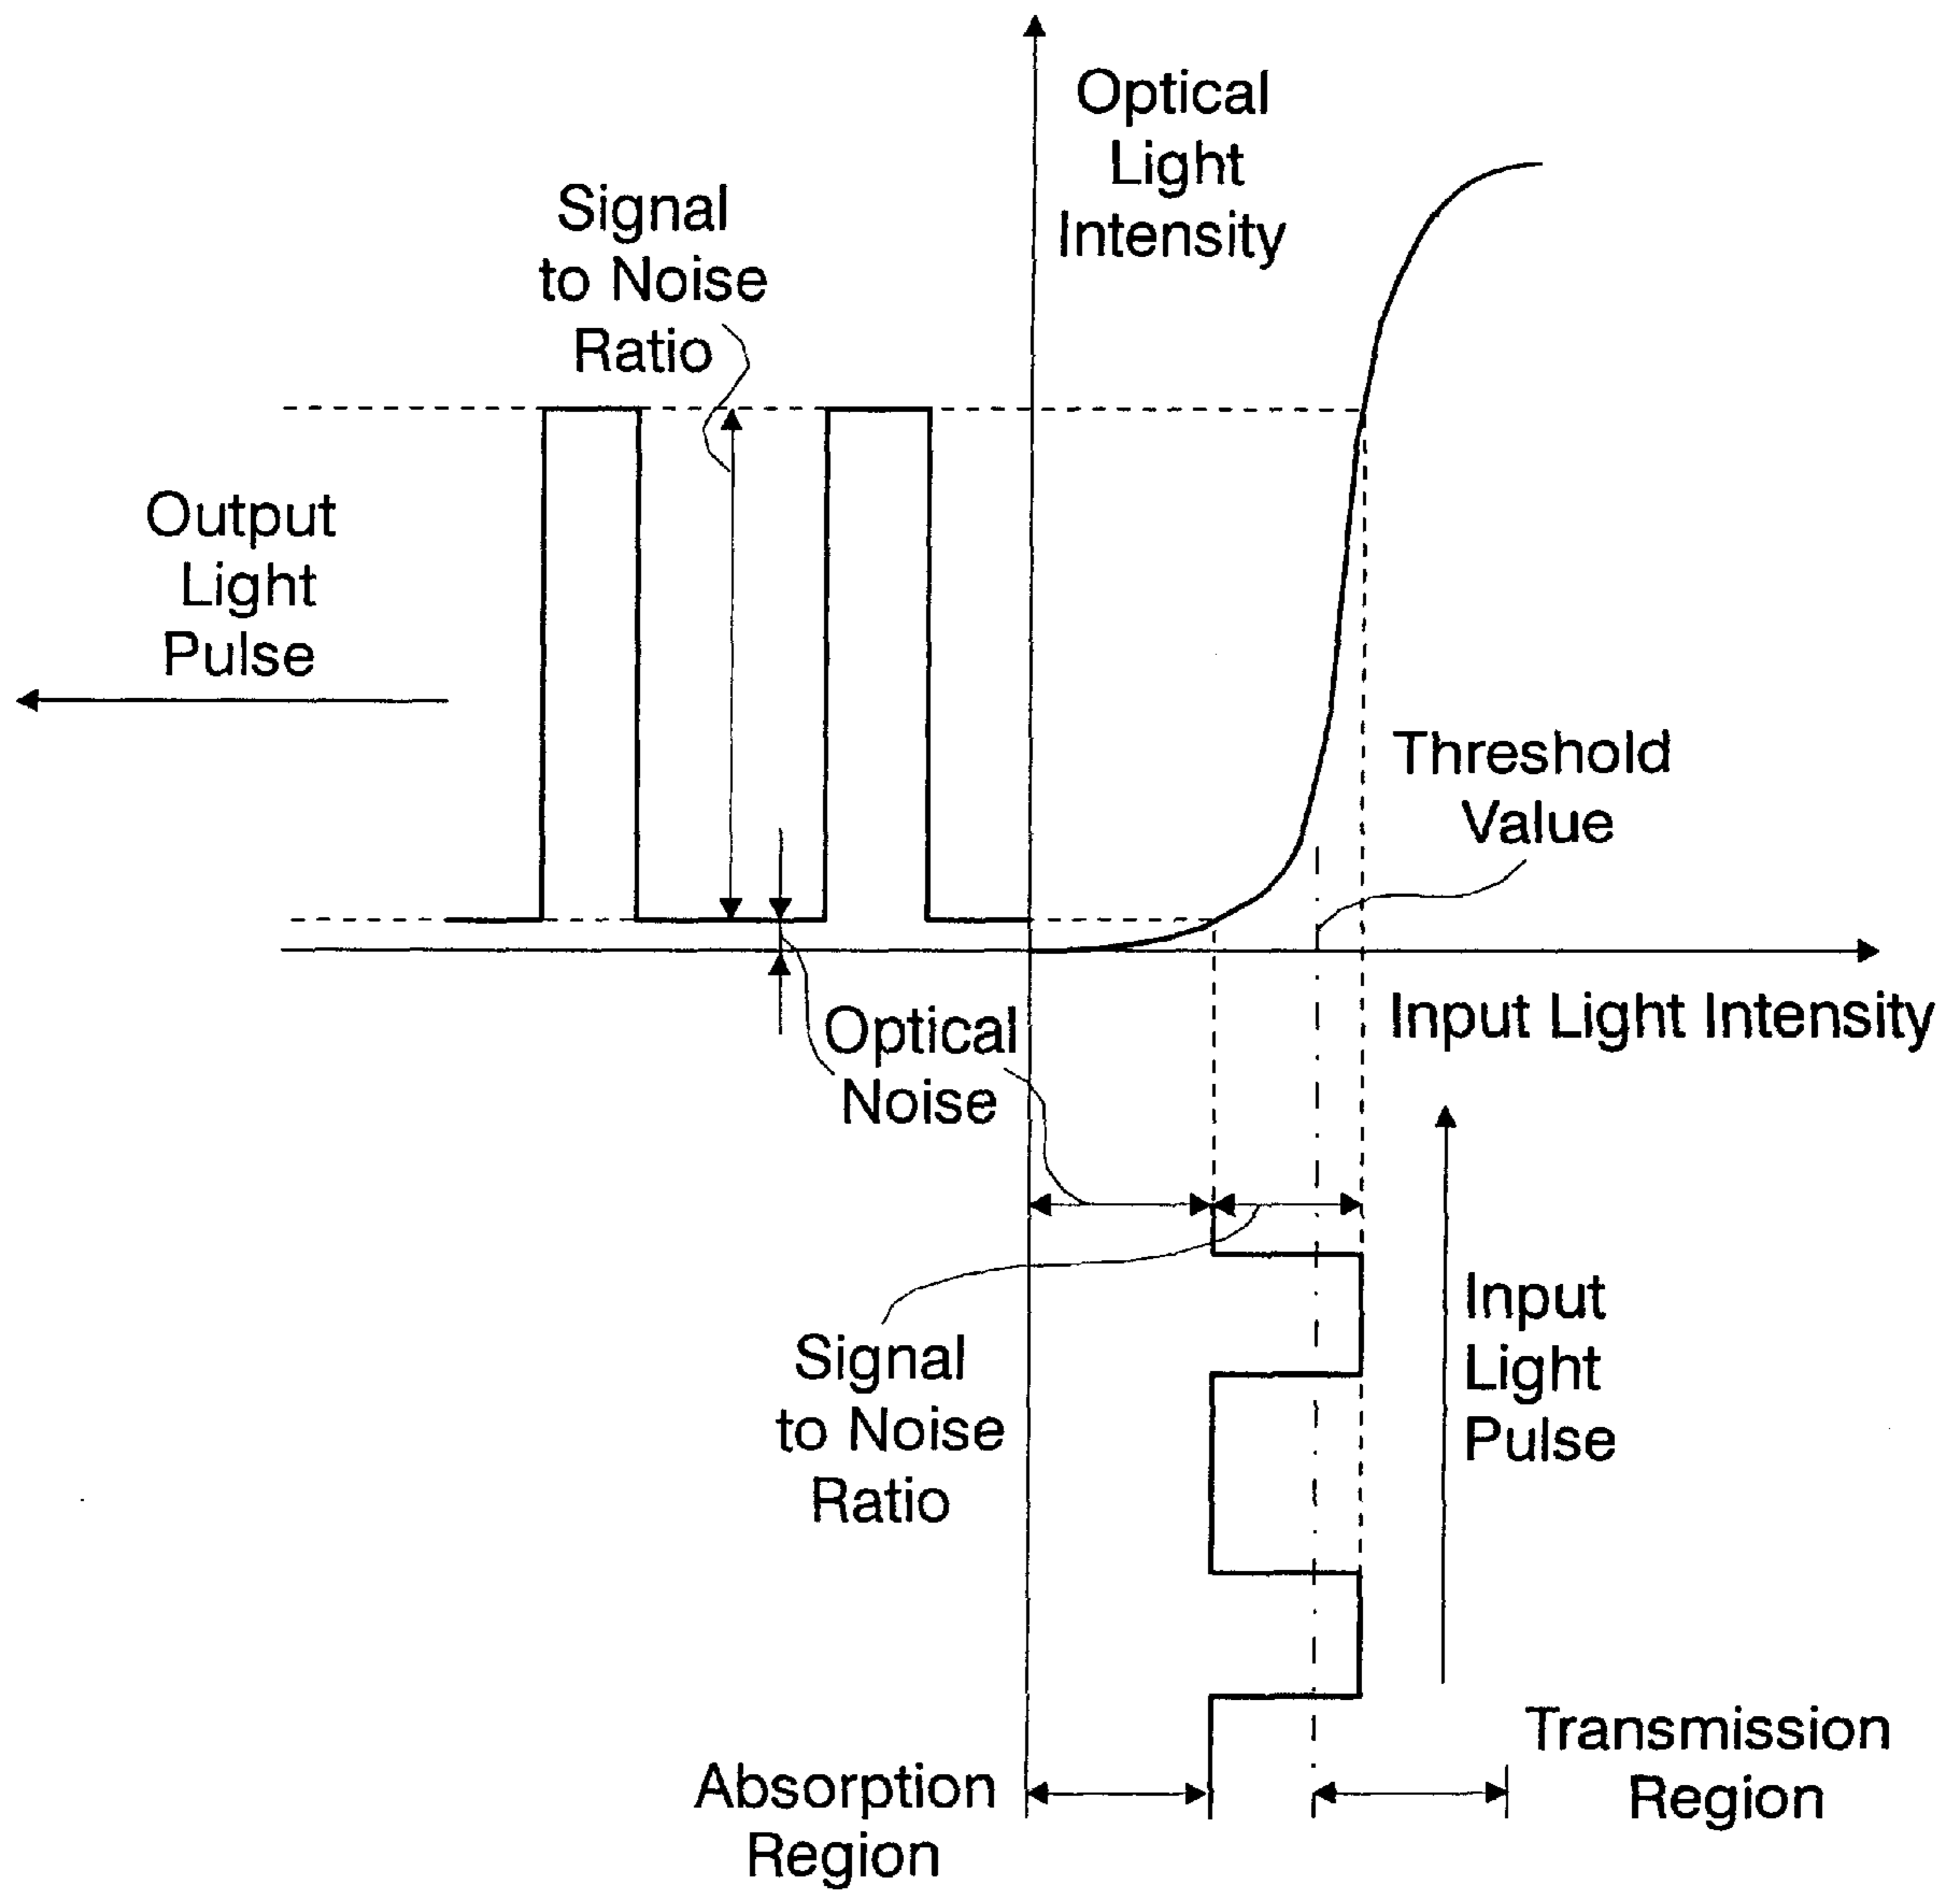 Optical
Light
Intensity
Signal
to Noise
Ratio
Output
Light
Pulse
Threshold
Value
Input Light Intensity
Optical
Noise
Input
Light
Pulse
Signal
to Noise
Ratio
Transmission
Region
Absorption
Region